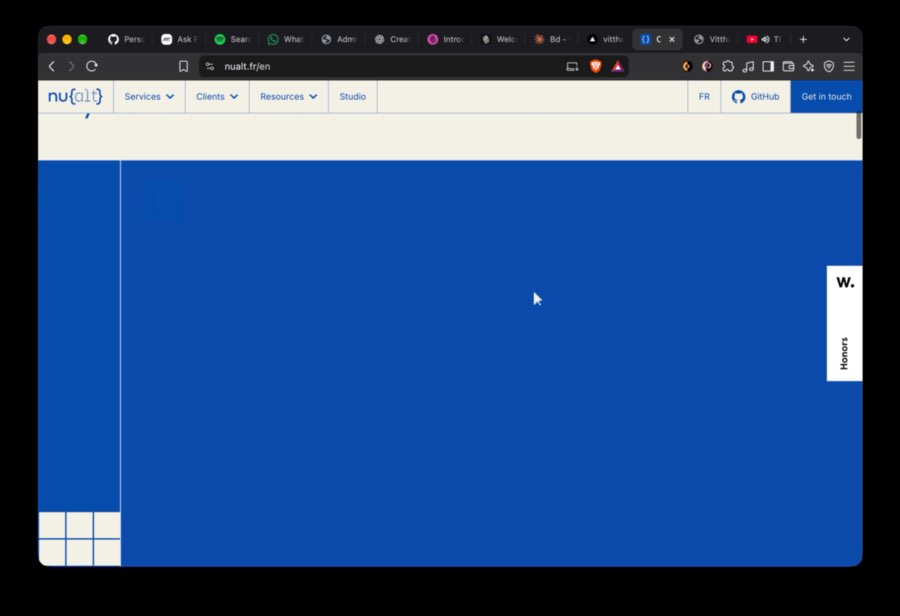 Perso
Ask F
Sear
What
Admi
Creat
Intro
Welc
Bd -
vitth
C
Vitth
T
nualt.fr/en
nu{alt}
Services
Clients
Resources
Studio
FR
GitHub
Get in touch
W.
Honors